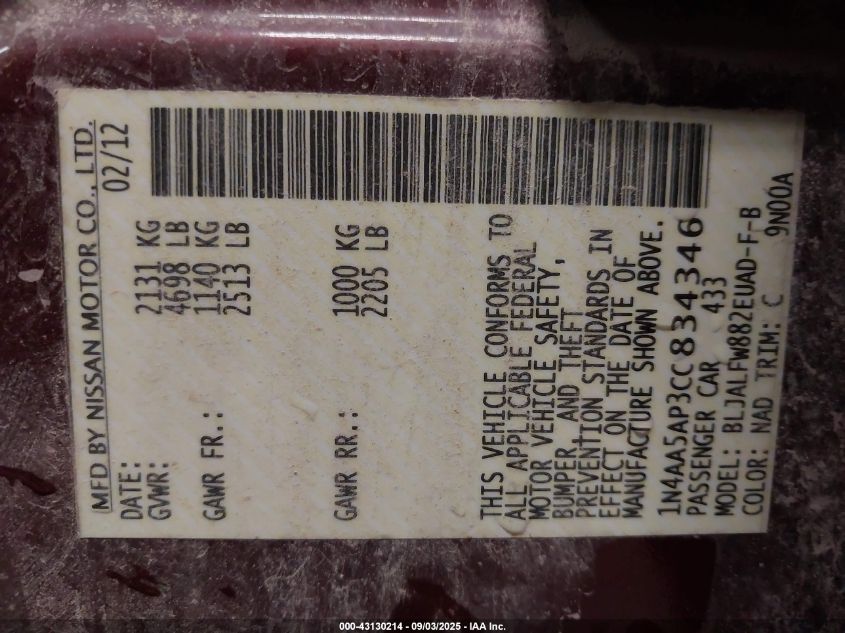 MFD BY NISSAN MOTOR CO., LTD.
DATE: 02/12
GVWR: 2131 KG
4698 LB
GAWR FR.: 1140 KG
2513 LB
GAWR RR.: 1000 KG
2205 LB
THIS VEHICLE CONFORMS TO
ALL APPLICABLE FEDERAL
MOTOR VEHICLE SAFETY,
BUMPER, AND THEFT
PREVENTION STANDARDS IN
EFFECT ON THE DATE OF
MANUFACTURE SHOWN ABOVE.
1N4AA5AP3CC834346
PASSENGER CAR 433
MODEL: BLJALFW882EUAD-F-B
COLOR: NAD TRIM: C 9N00A
000-43130214 - 09/03/2025 - IAA Inc.